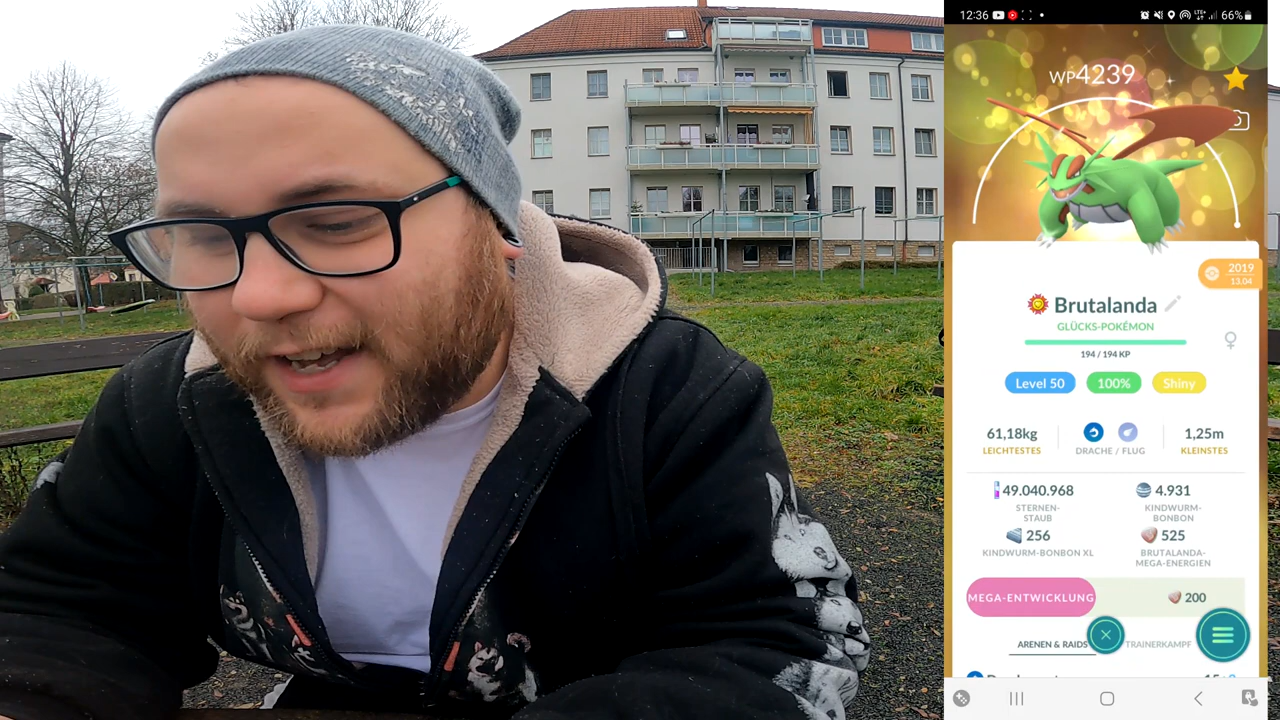 12:36 LTE+ 66%
WP4239
2019
13.04
Brutalanda
GLÜCKS-POKÉMON
194 / 194 KP
Level 50 100% Shiny
61,18kg
LEICHTESTES
DRACHE / FLUG
1,25m
KLEINSTES
49.040.968
STERNEN-
STAUB
4.931
KINDWURM-
BONBON
256
KINDWURM-BONBON XL
525
BRUTALANDA-
MEGA-ENERGIEN
MEGA-ENTWICKLUNG 200
ARENEN & RAIDS TRAINERKAMPF